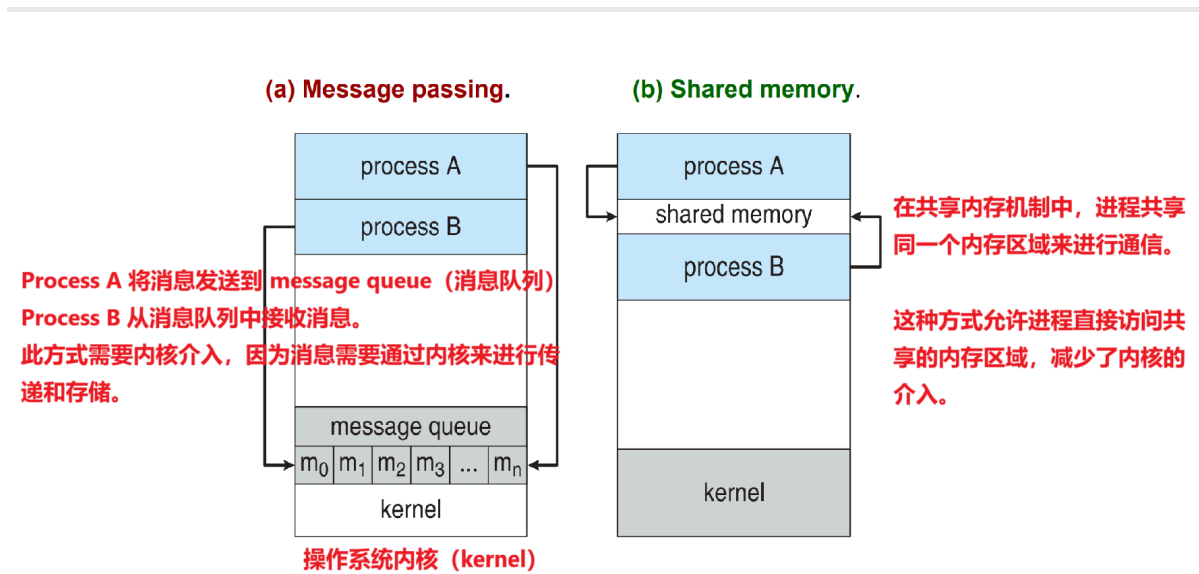 (a) Message passing.
process A
process B
Process A 将消息发送到 message queue（消息队列）
Process B 从消息队列中接收消息。
此方式需要内核介入，因为消息需要通过内核来进行传
递和存储。
message queue
m0 m1 m2 m3 ... mn
kernel
操作系统内核（kernel）
(b) Shared memory.
process A
shared memory
process B
kernel
在共享内存机制中，进程共享
同一个内存区域来进行通信。
这种方式允许进程直接访问共
享的内存区域，减少了内核的
介入。